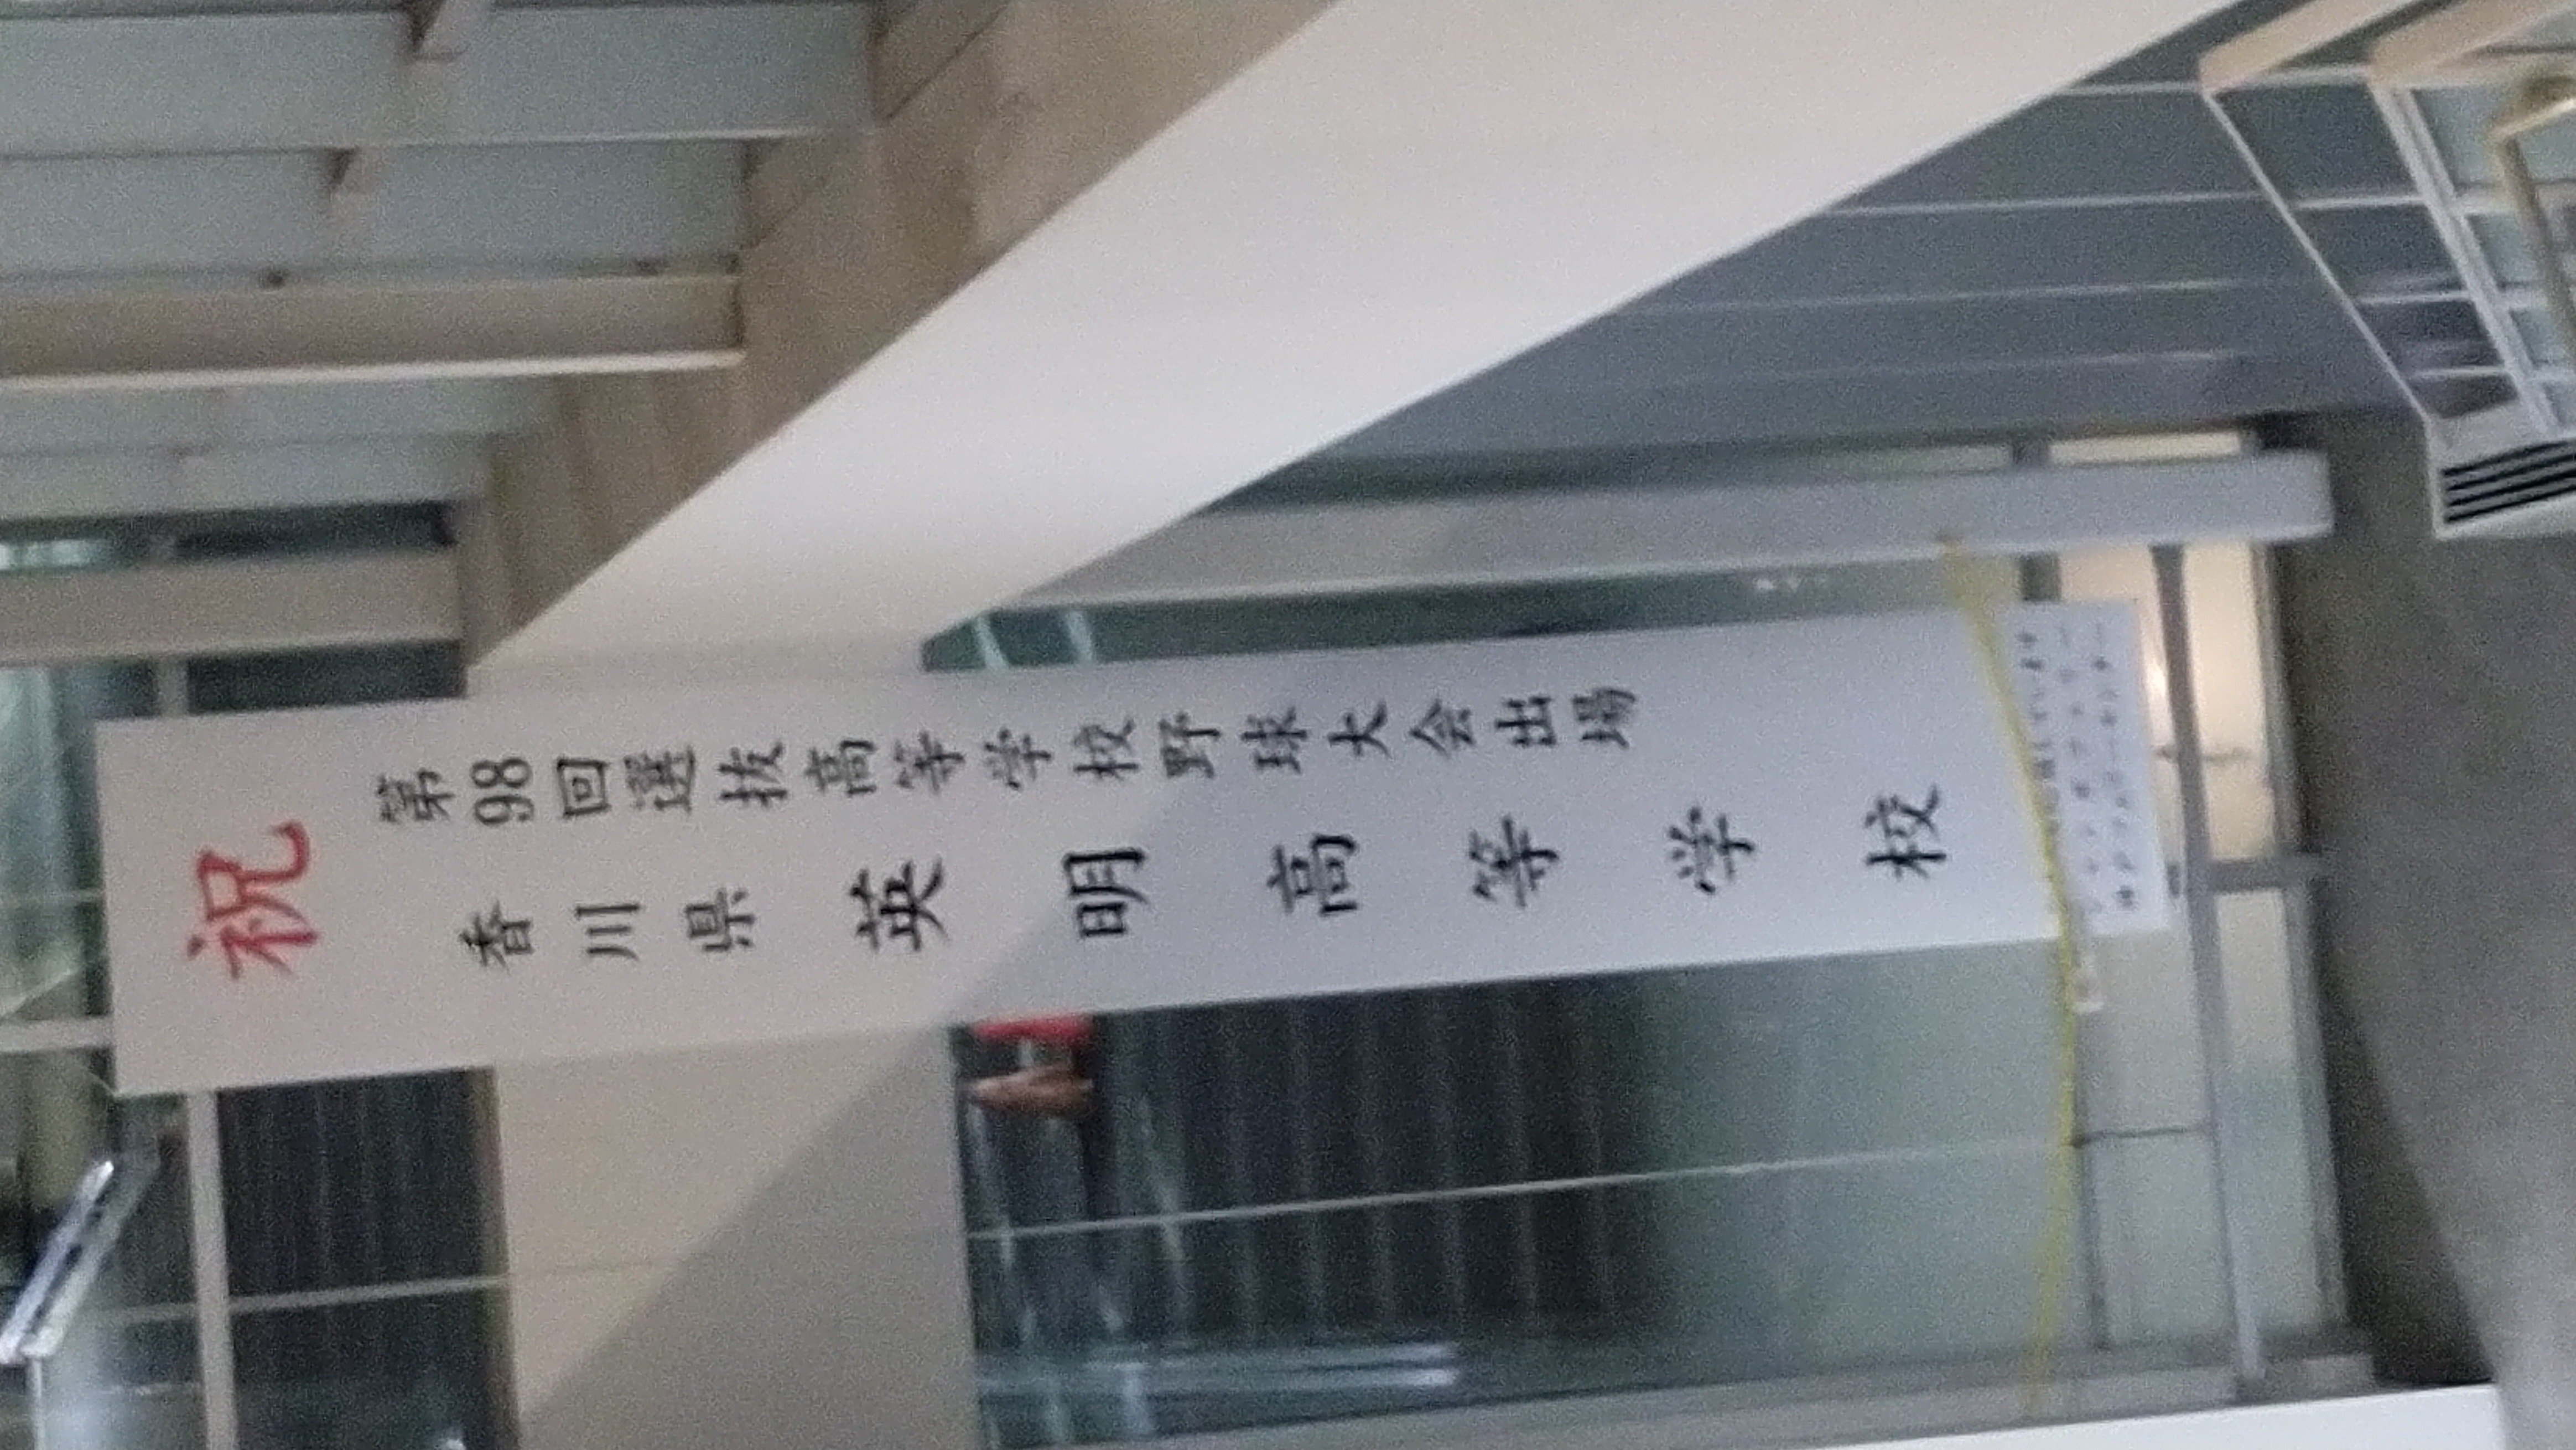 祝
第98回選抜高等学校野球大会出場
香川県英明高等学校